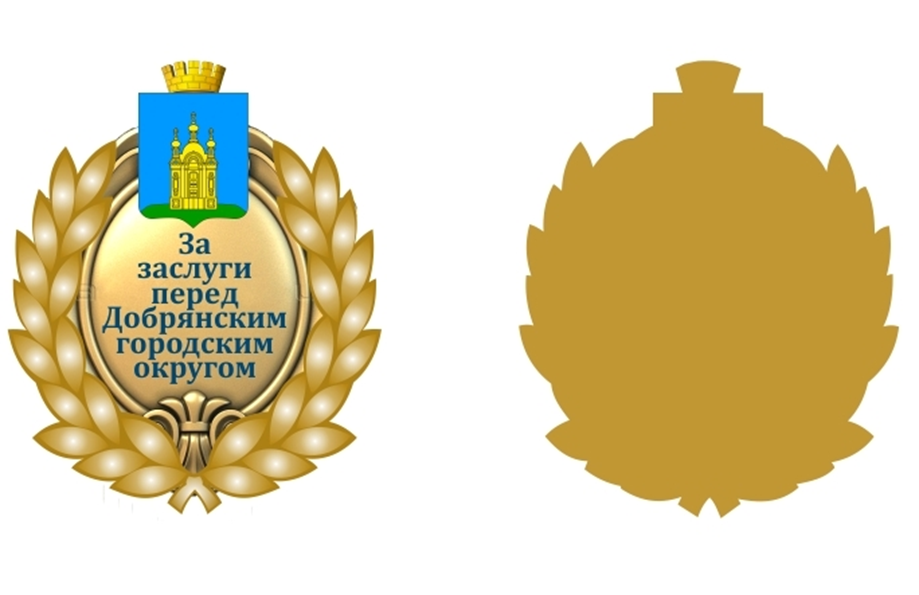 За
заслуги
перед
Добрянским
городским
округом